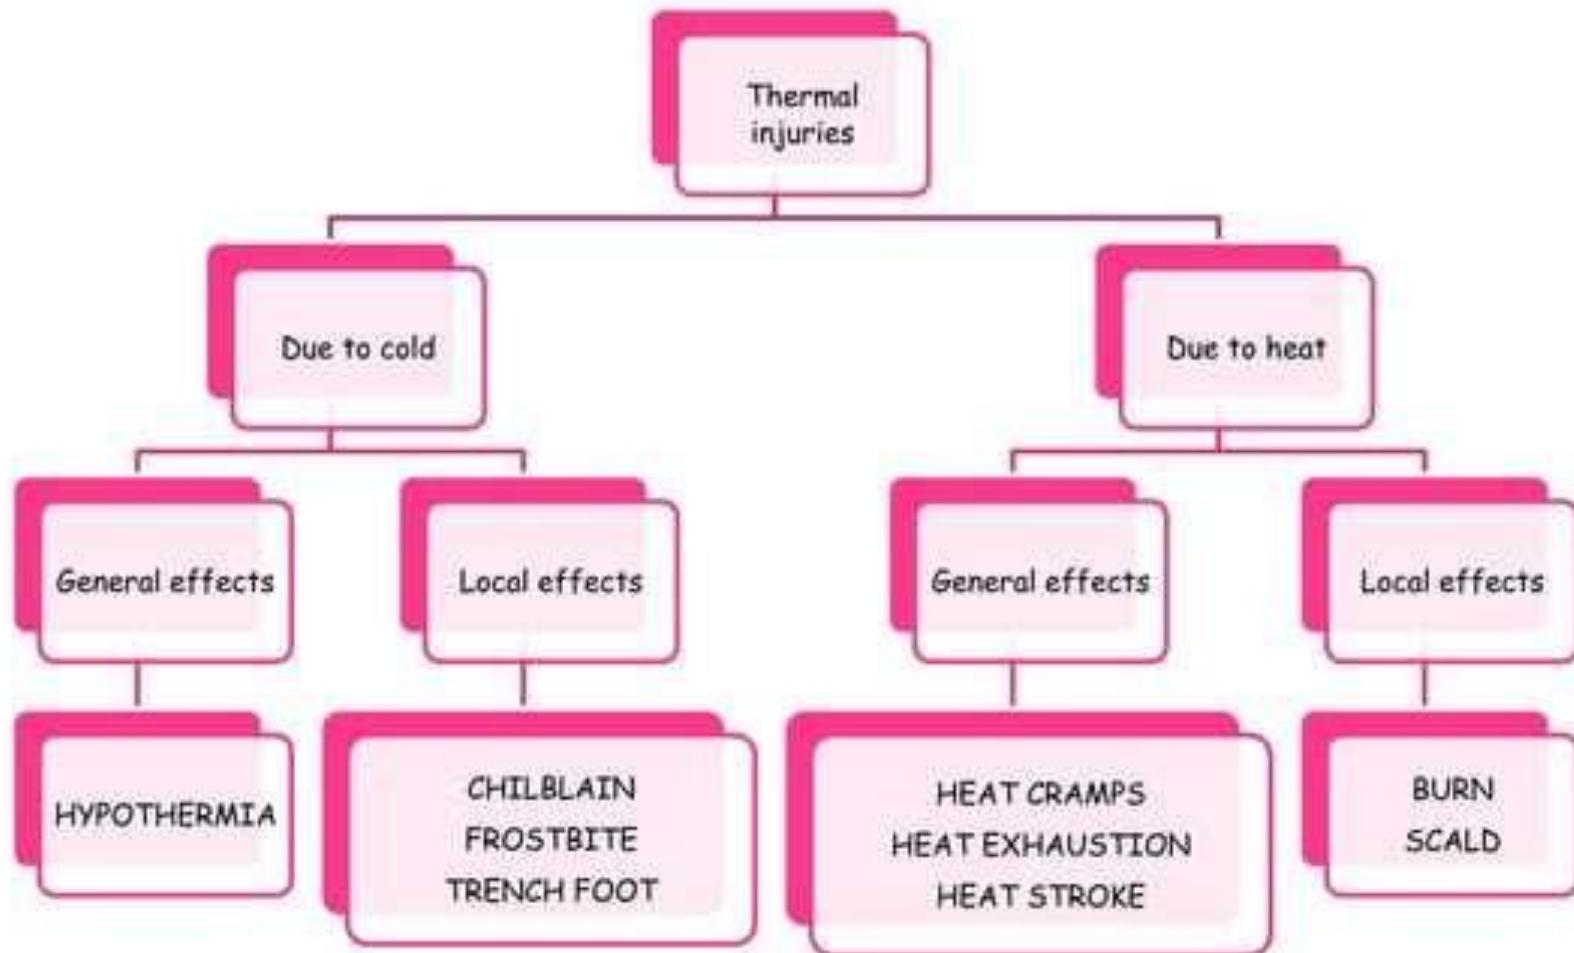 Thermal
injuries
Due to cold
Due to heat
General effects
Local effects
General effects
Local effects
HYPOTHERMIA
CHILBLAIN
FROSTBITE
TRENCH FOOT
HEAT CRAMPS
HEAT EXHAUSTION
HEAT STROKE
BURN
SCALD